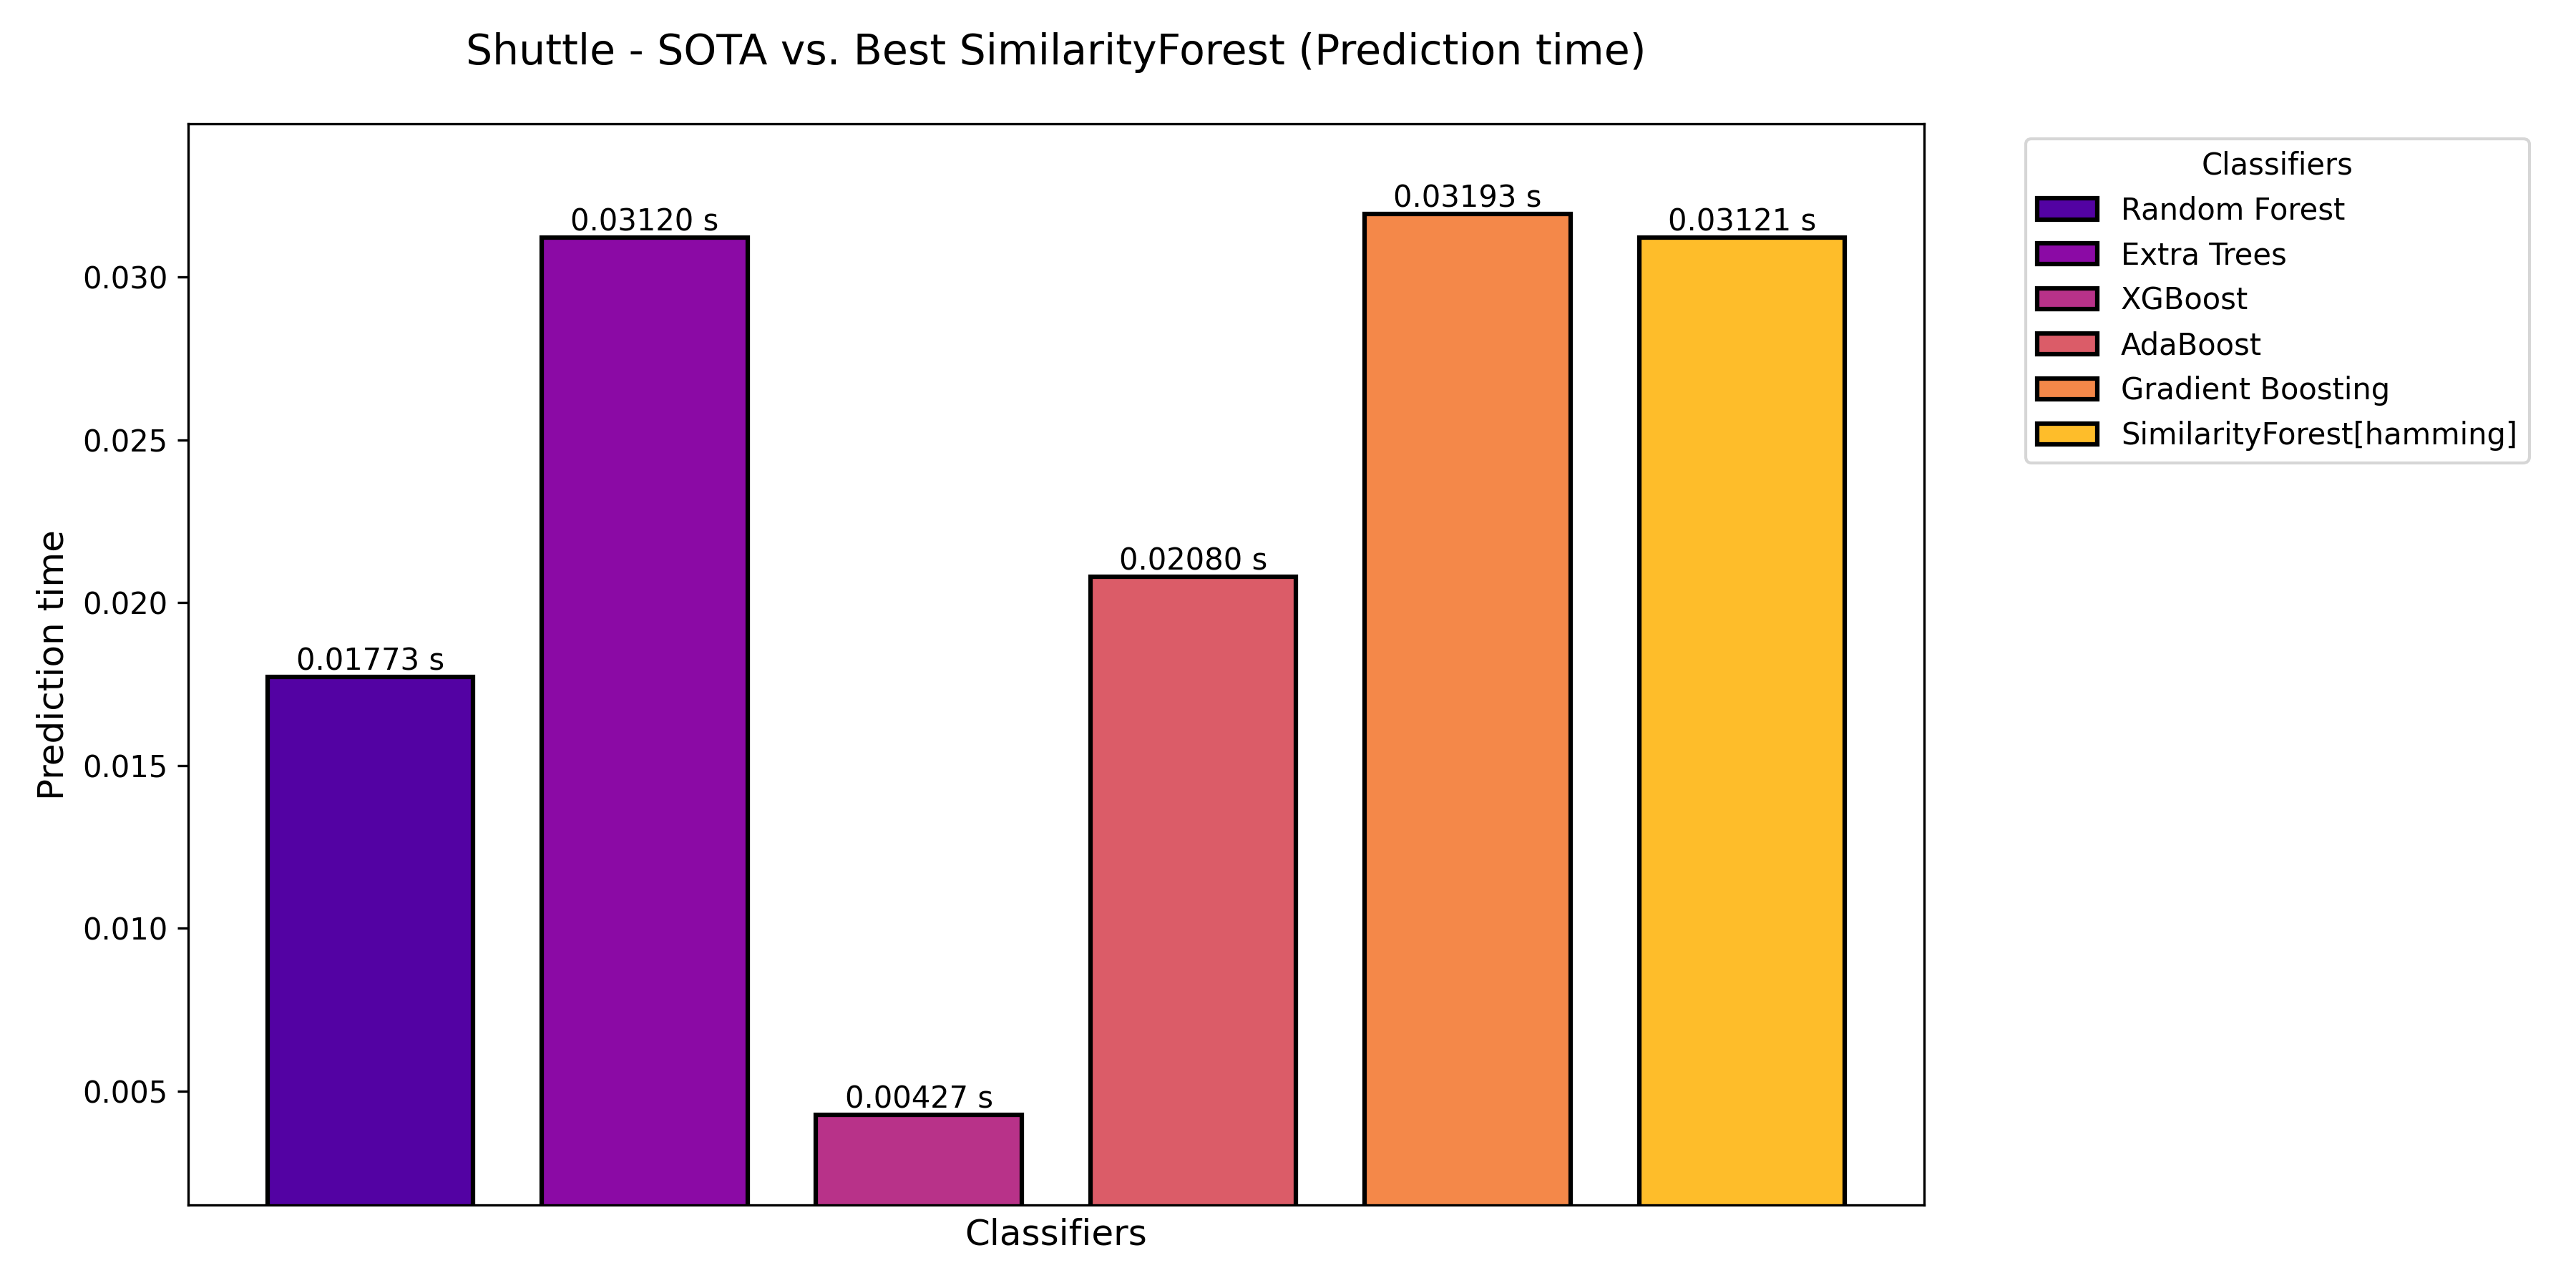 Shuttle - SOTA vs. Best SimilarityForest (Prediction time)
Prediction time
0.030
0.025
0.020
0.015
0.010
0.005
0.01773 s
0.03120 s
0.00427 s
0.02080 s
0.03193 s
0.03121 s
Classifiers
Classifiers
Random Forest
Extra Trees
XGBoost
AdaBoost
Gradient Boosting
SimilarityForest[hamming]